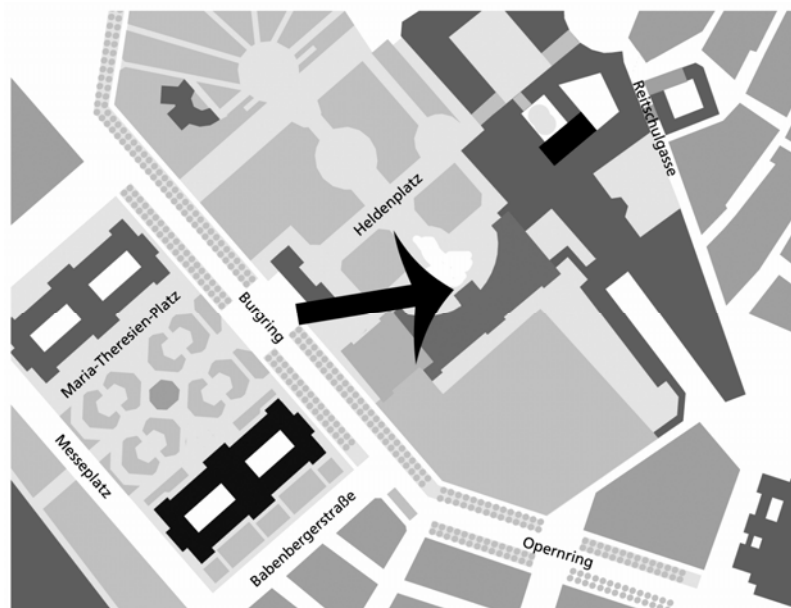 Reitschulgasse
Heldenplatz
Burgring
Maria-Theresien-Platz
Messeplatz
Babenbergerstraße
Opernring